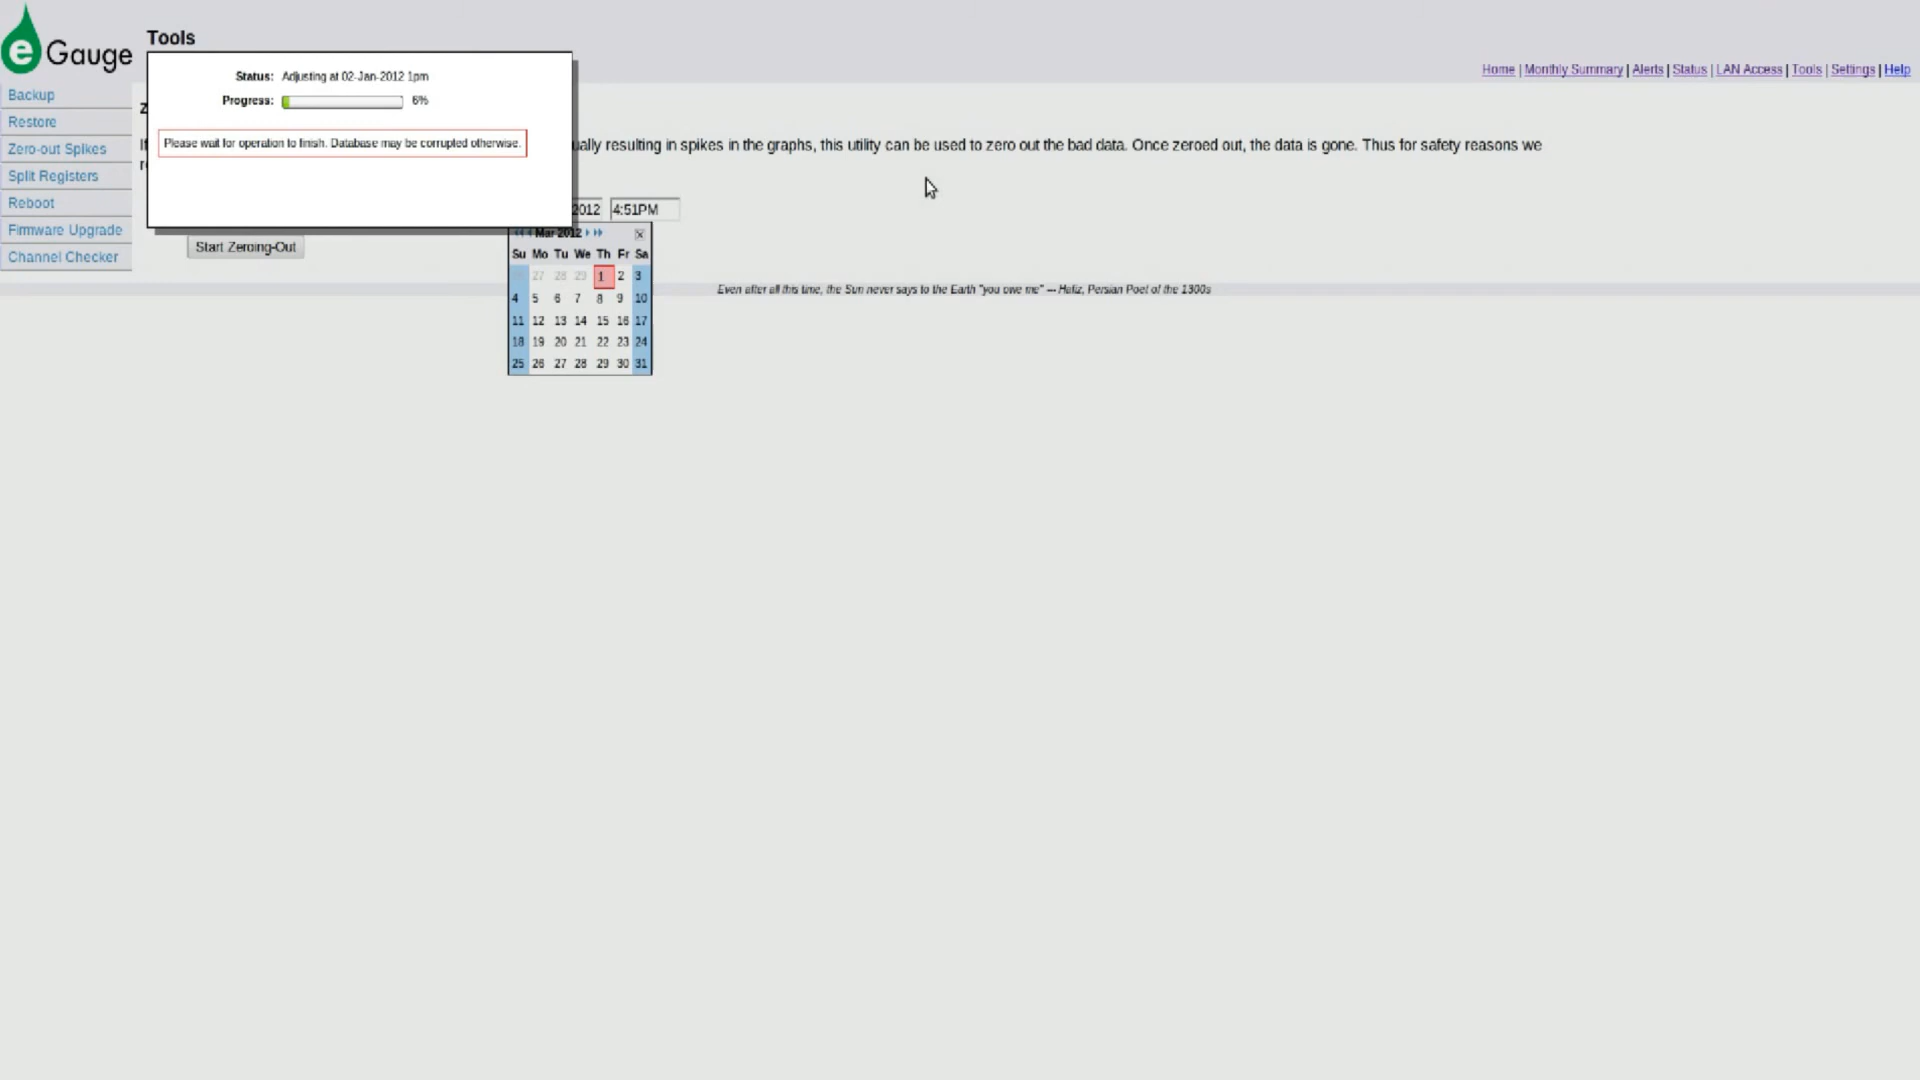 e Gauge
Tools
Home | Monthly Summary | Alerts | Status | LAN Access | Tools | Settings | Help
Backup
Restore
Zero-out Spikes
Split Registers
Reboot
Firmware Upgrade
Channel Checker
Status: Adjusting at 02-Jan-2012 1pm
Progress: 6%
Please wait for operation to finish. Database may be corrupted otherwise.
ually resulting in spikes in the graphs, this utility can be used to zero out the bad data. Once zeroed out, the data is gone. Thus for safety reasons we
2012 4:51PM
Start Zeroing-Out
Mar 2012
Su Mo Tu We Th Fr Sa
27 28 29 1 2 3
4 5 6 7 8 9 10
11 12 13 14 15 16 17
18 19 20 21 22 23 24
25 26 27 28 29 30 31
Even after all this time, the Sun never says to the Earth "you owe me" --- Hafiz, Persian Poet of the 1300s